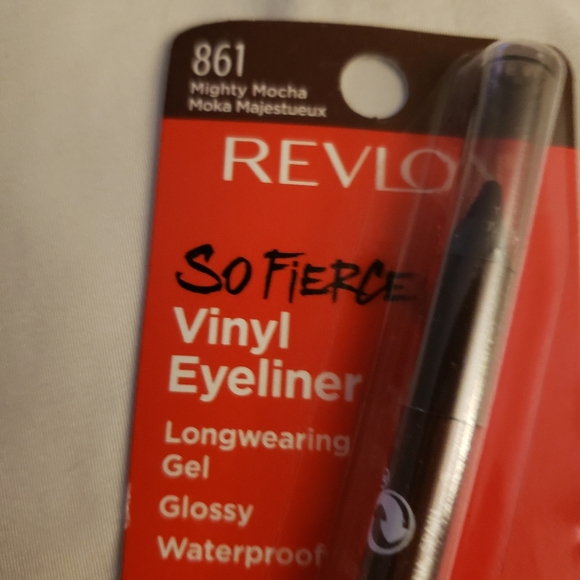 861
Mighty Mocha
Moka Majestueux
REVLON
SO FiERCE
Vinyl
Eyeliner
Longwearing
Gel
Glossy
Waterproof